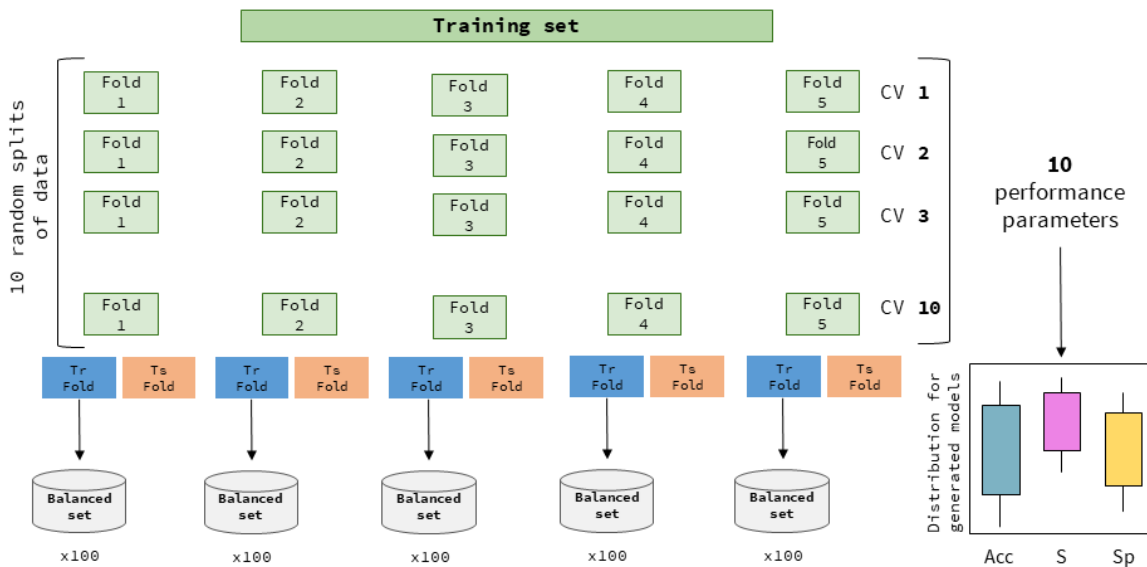 Training set
10 random splits
of data
Fold
1
Fold
2
Fold
3
Fold
4
Fold
5
CV 1
Fold
1
Fold
2
Fold
3
Fold
4
Fold
5
CV 2
Fold
1
Fold
2
Fold
3
Fold
4
Fold
5
CV 3
Fold
1
Fold
2
Fold
3
Fold
4
Fold
5
CV 10
10
performance
parameters
Tr
Fold
Ts
Fold
Tr
Fold
Ts
Fold
Tr
Fold
Ts
Fold
Tr
Fold
Ts
Fold
Tr
Fold
Ts
Fold
Balanced
set
Balanced
set
Balanced
set
Balanced
set
Balanced
set
x100
x100
x100
x100
x100
Distribution for
generated models
Acc
S
Sp